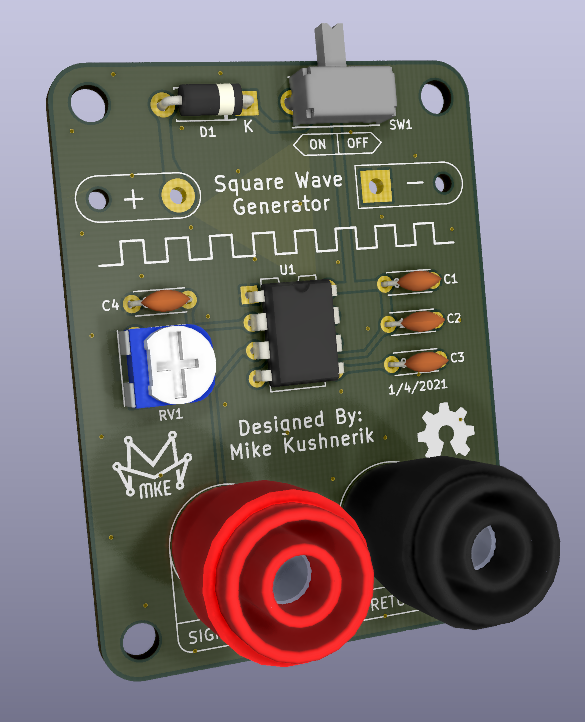 D1
K
SW1
ON OFF
+
Square Wave
Generator
-
U1
C1
C4
C2
C3
1/4/2021
RV1
Designed By:
Mike Kushnerik
MKE